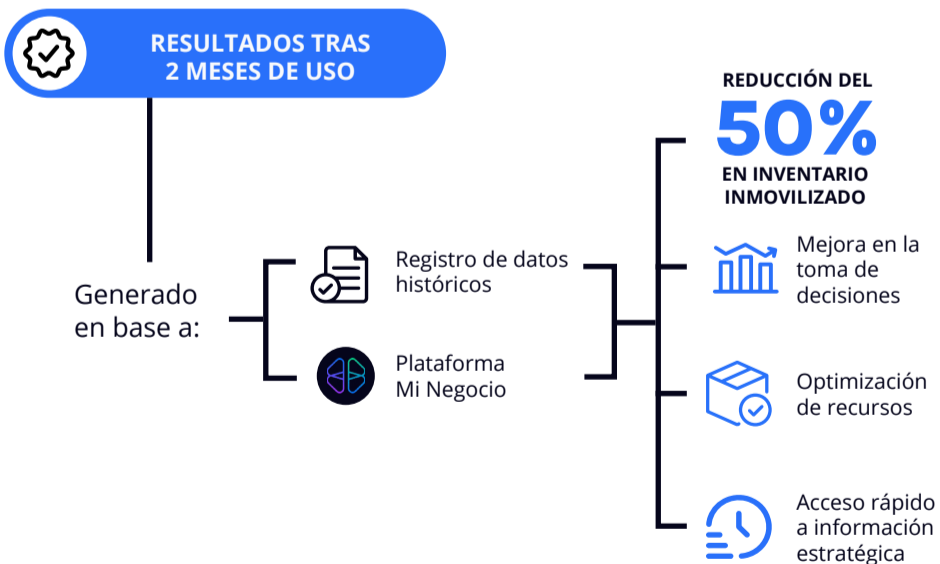 RESULTADOS TRAS
2 MESES DE USO
Generado
en base a:
Registro de datos
históricos
Plataforma
Mi Negocio
REDUCCIÓN DEL
50%
EN INVENTARIO
INMOVILIZADO
Mejora en la
toma de
decisiones
Optimización
de recursos
Acceso rápido
a información
estratégica